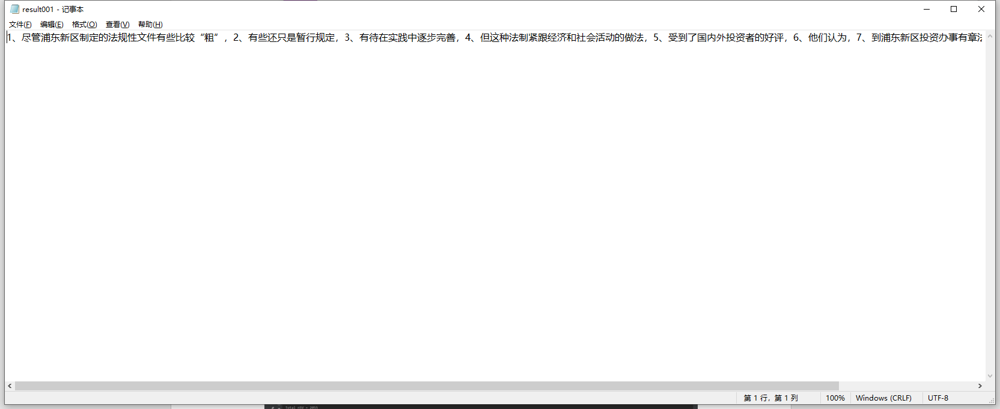 result001 - 记事本
文件(F) 编辑(E) 格式(O) 查看(V) 帮助(H)
1、尽管浦东新区制定的法规性文件有些比较“粗”，2、有些还只是暂行规定，3、有待在实践中逐步完善，4、但这种法制紧跟经济和社会活动的做法，5、受到了国内外投资者的好评，6、他们认为，7、到浦东新区投资办事有章法
第 1 行，第 1 列 100% Windows (CRLF) UTF-8
Total nSV = 2055